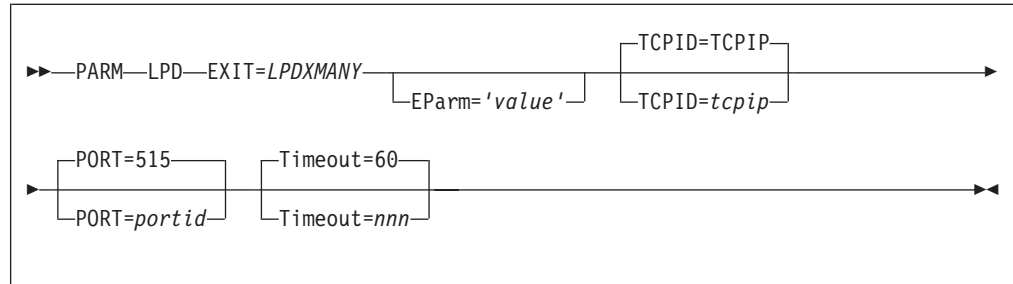 TCPID=TCPIP
PARM LPD EXIT=LPDXMANY
EParm='value' TCPID=tcpip
PORT=515 Timeout=60
PORT=portid Timeout=nnn